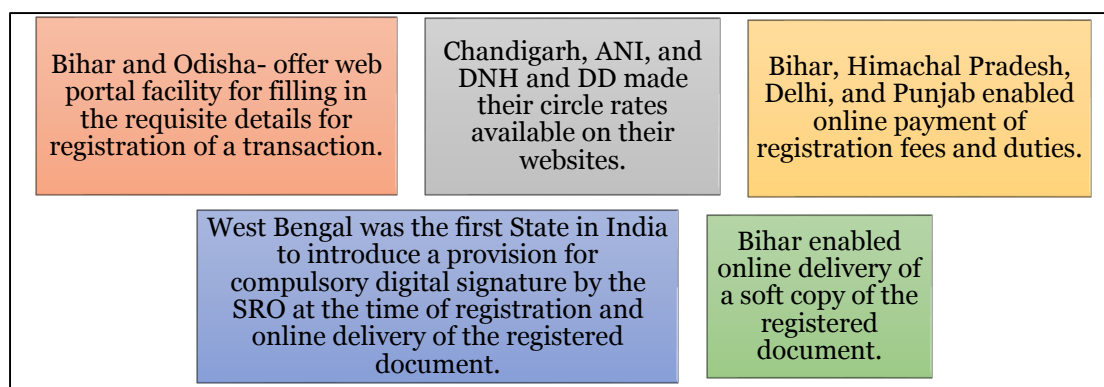 Bihar and Odisha- offer web
portal facility for filling in
the requisite details for
registration of a transaction.
Chandigarh, ANI, and
DNH and DD made
their circle rates
available on their
websites.
Bihar, Himachal Pradesh,
Delhi, and Punjab enabled
online payment of
registration fees and duties.
West Bengal was the first State in India
to introduce a provision for
compulsory digital signature by the
SRO at the time of registration and
online delivery of the registered
document.
Bihar enabled
online delivery of
a soft copy of the
registered
document.